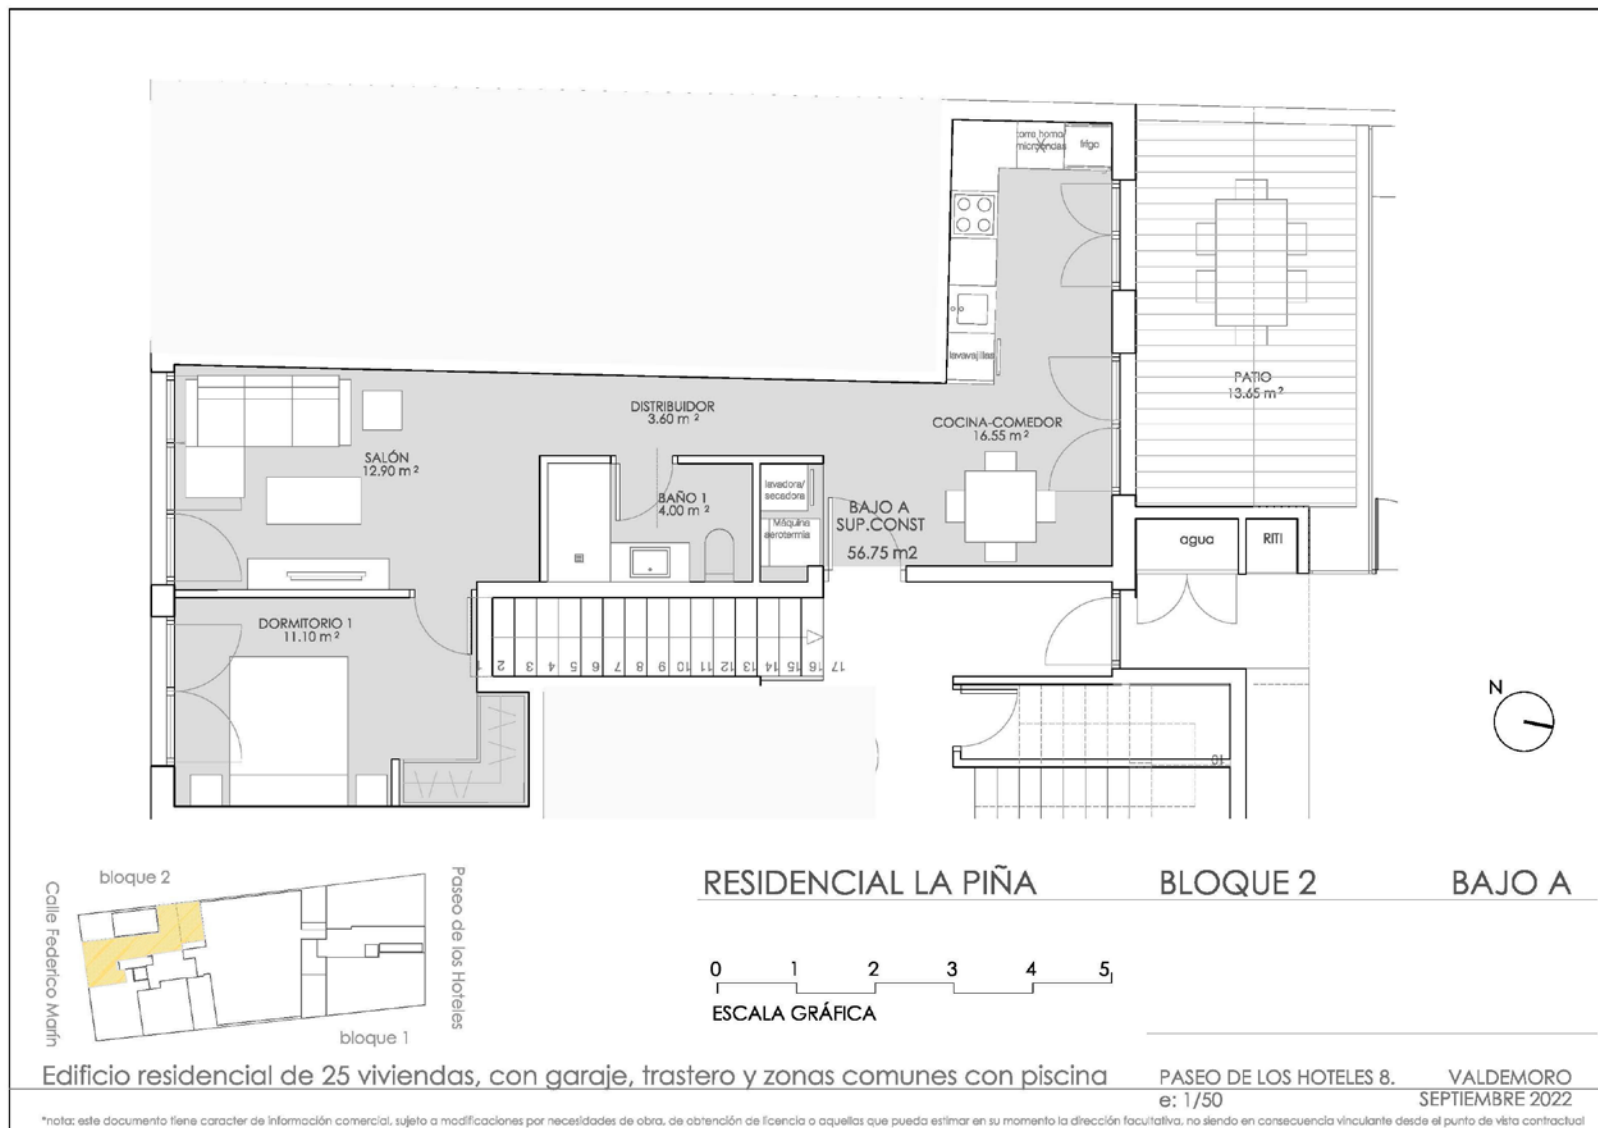 torre horno/
microondas
frigo
lavavajillas
PATIO
13.65 m²
DISTRIBUIDOR
3.60 m²
COCINA-COMEDOR
16.55 m²
SALÓN
12.90 m²
BAÑO 1
4.00 m²
lavadora/
secadora
Máquina
aerotermia
BAJO A
SUP.CONST
56.75 m2
agua
RITI
DORMITORIO 1
11.10 m²
1 2 3 4 5 6 7 8 9 10 11 12 13 14 15 16 17
10
N
bloque 2
Calle Federico Marín
Paseo de los Hoteles
bloque 1
RESIDENCIAL LA PIÑA
BLOQUE 2
BAJO A
0 1 2 3 4 5
ESCALA GRÁFICA
Edificio residencial de 25 viviendas, con garaje, trastero y zonas comunes con piscina
PASEO DE LOS HOTELES 8. VALDEMORO
e: 1/50 SEPTIEMBRE 2022
*nota: este documento tiene caracter de información comercial, sujeto a modificaciones por necesidades de obra, de obtención de licencia o aquellas que pueda estimar en su momento la dirección facultativa, no siendo en consecuencia vinculante desde el punto de vista contractual